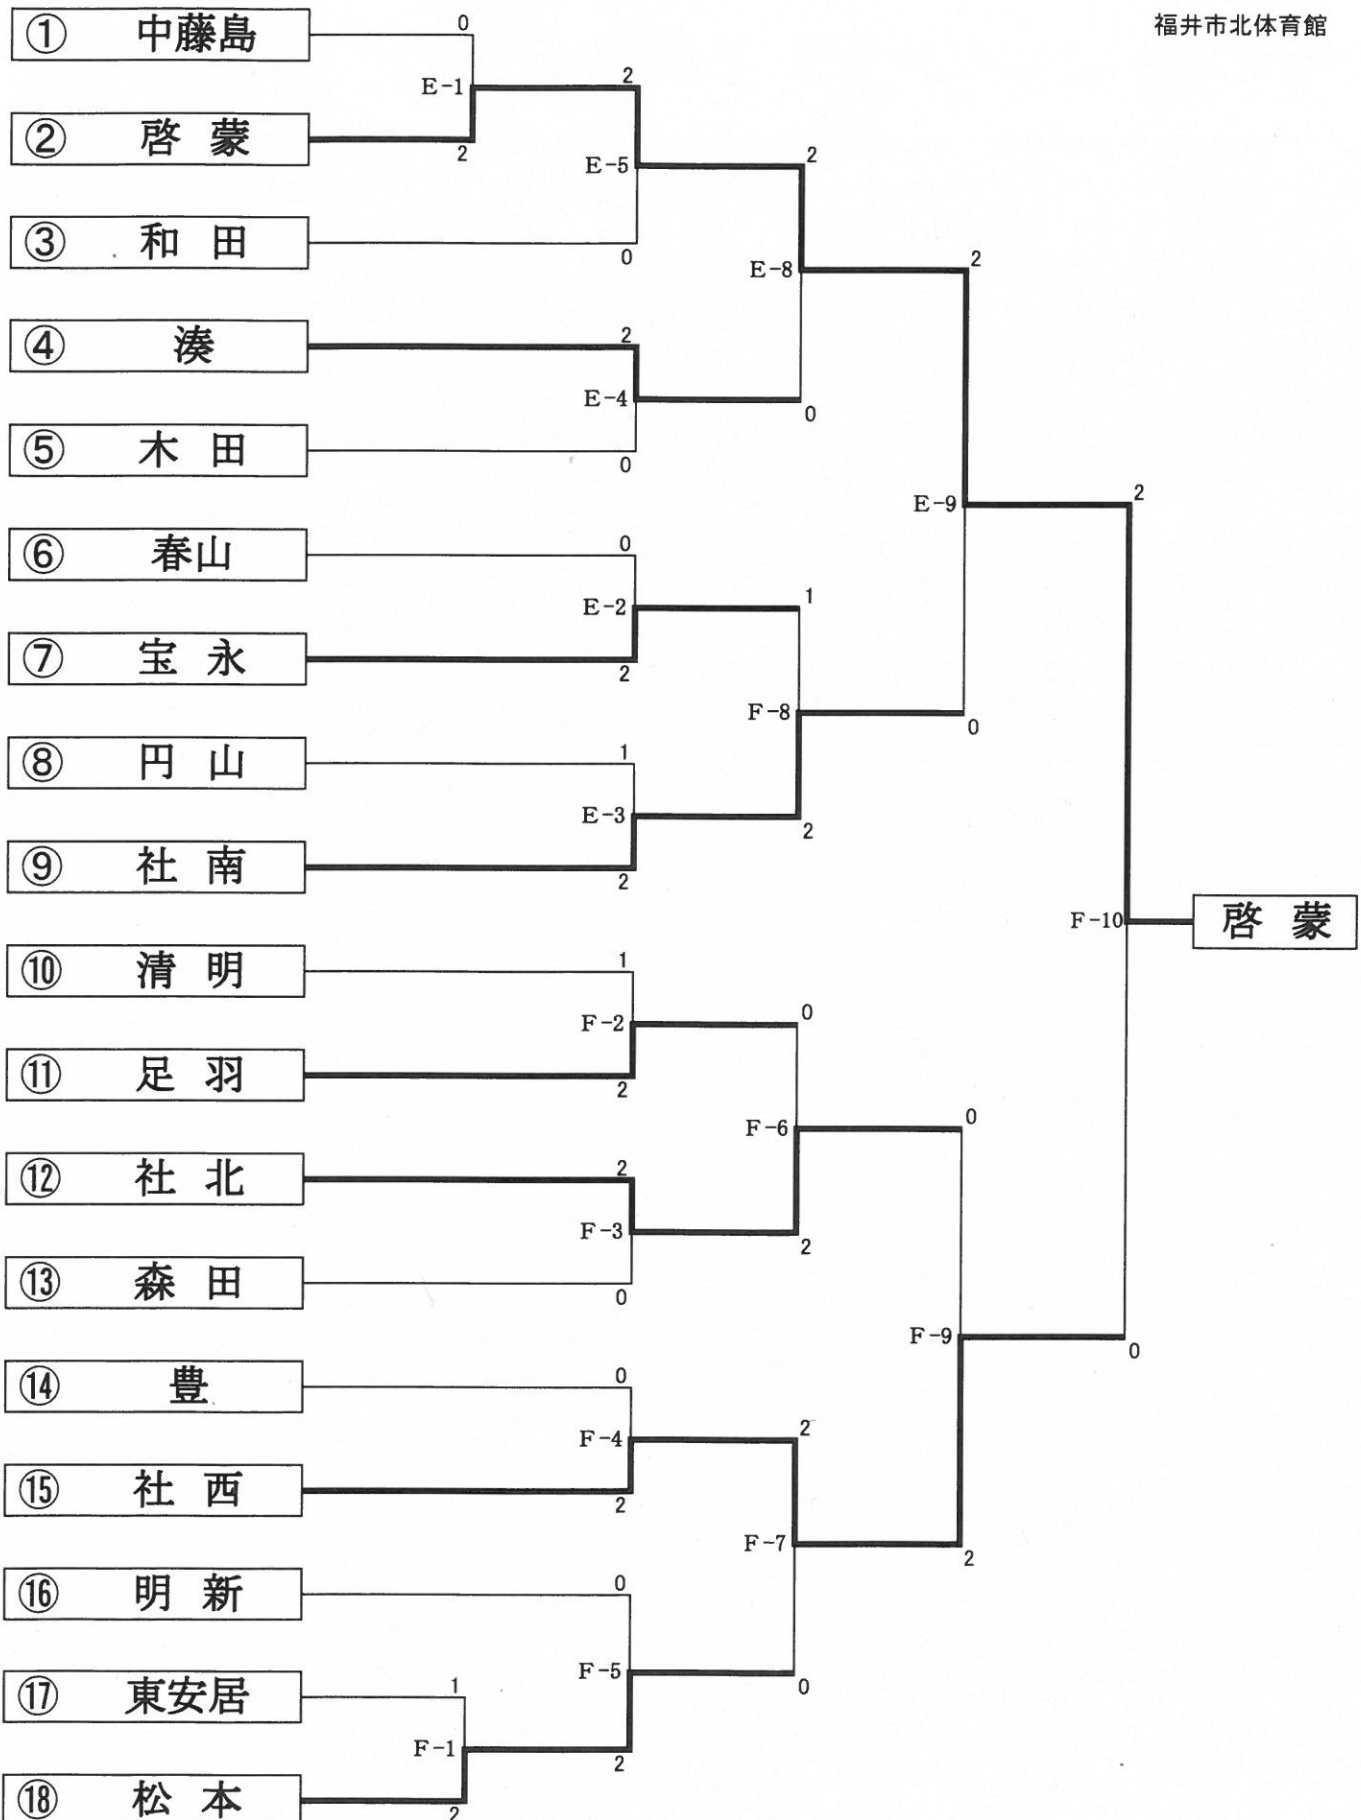 福井市北体育館
① 中藤島
0
E-1
2
② 啓 蒙
2
E-5
2
③ 和 田
0
E-8
2
④ 湊
2
E-4
0
⑤ 木 田
0
E-9
2
⑥ 春山
0
E-2
1
⑦ 宝 永
2
F-8
0
⑧ 円 山
1
E-3
2
⑨ 社 南
2
F-10
啓 蒙
⑩ 清 明
1
F-2
0
⑪ 足 羽
2
F-6
0
⑫ 社 北
2
F-3
2
⑬ 森 田
0
F-9
0
⑭ 豊
0
F-4
2
⑮ 社 西
2
F-7
2
⑯ 明 新
0
F-5
0
⑰ 東安居
1
F-1
2
⑱ 松 本
2